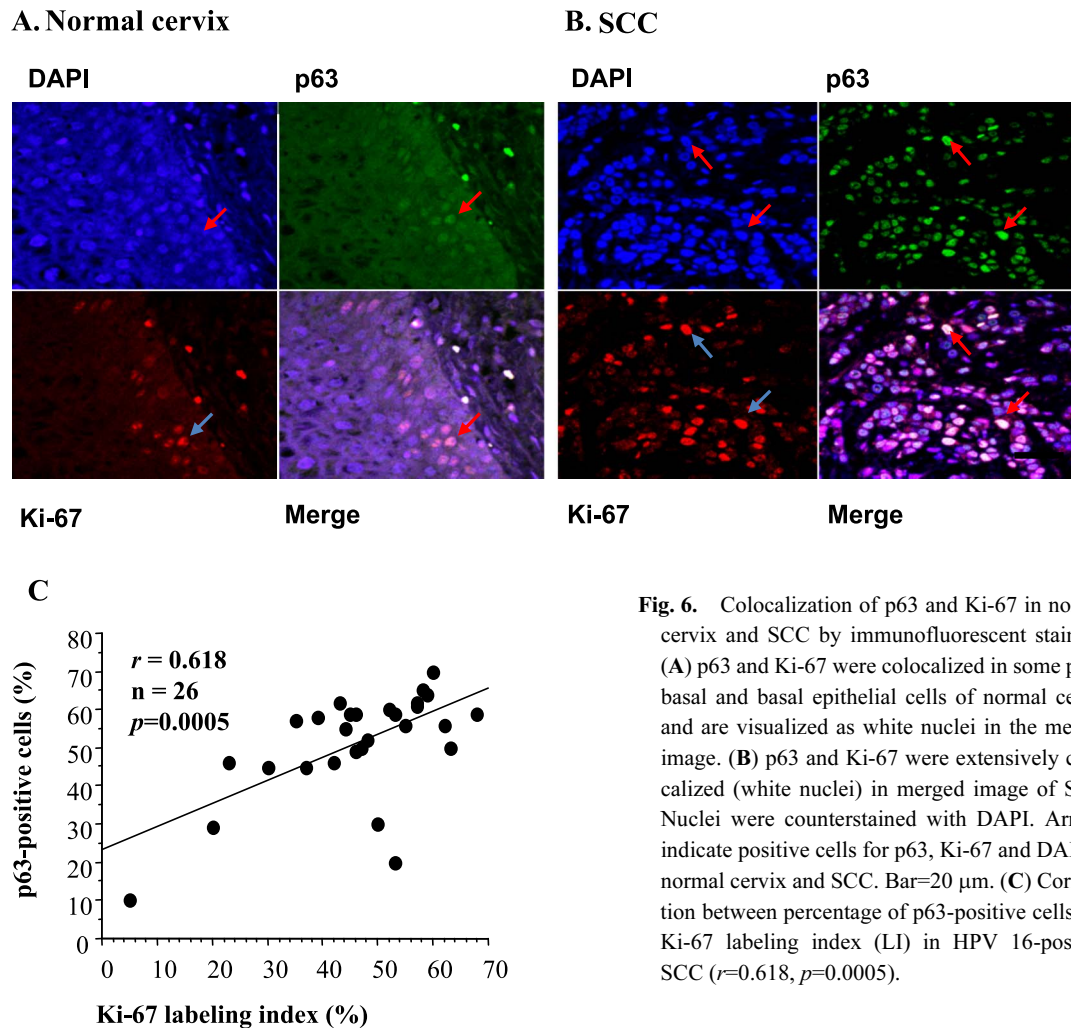 A. Normal cervix
B. SCC
DAPI
p63
DAPI
p63
Ki-67
Merge
Ki-67
Merge
C
r = 0.618
n = 26
p=0.0005
p63-positive cells (%)
80
70
60
50
40
30
20
10
0
0 10 20 30 40 50 60 70
Ki-67 labeling index (%)
Fig. 6. Colocalization of p63 and Ki-67 in no
cervix and SCC by immunofluorescent stain
(A) p63 and Ki-67 were colocalized in some p
basal and basal epithelial cells of normal ce
and are visualized as white nuclei in the me
image. (B) p63 and Ki-67 were extensively c
calized (white nuclei) in merged image of S
Nuclei were counterstained with DAPI. Ar
indicate positive cells for p63, Ki-67 and DA
normal cervix and SCC. Bar=20 μm. (C) Cor
tion between percentage of p63-positive cells
Ki-67 labeling index (LI) in HPV 16-pos
SCC (r=0.618, p=0.0005).